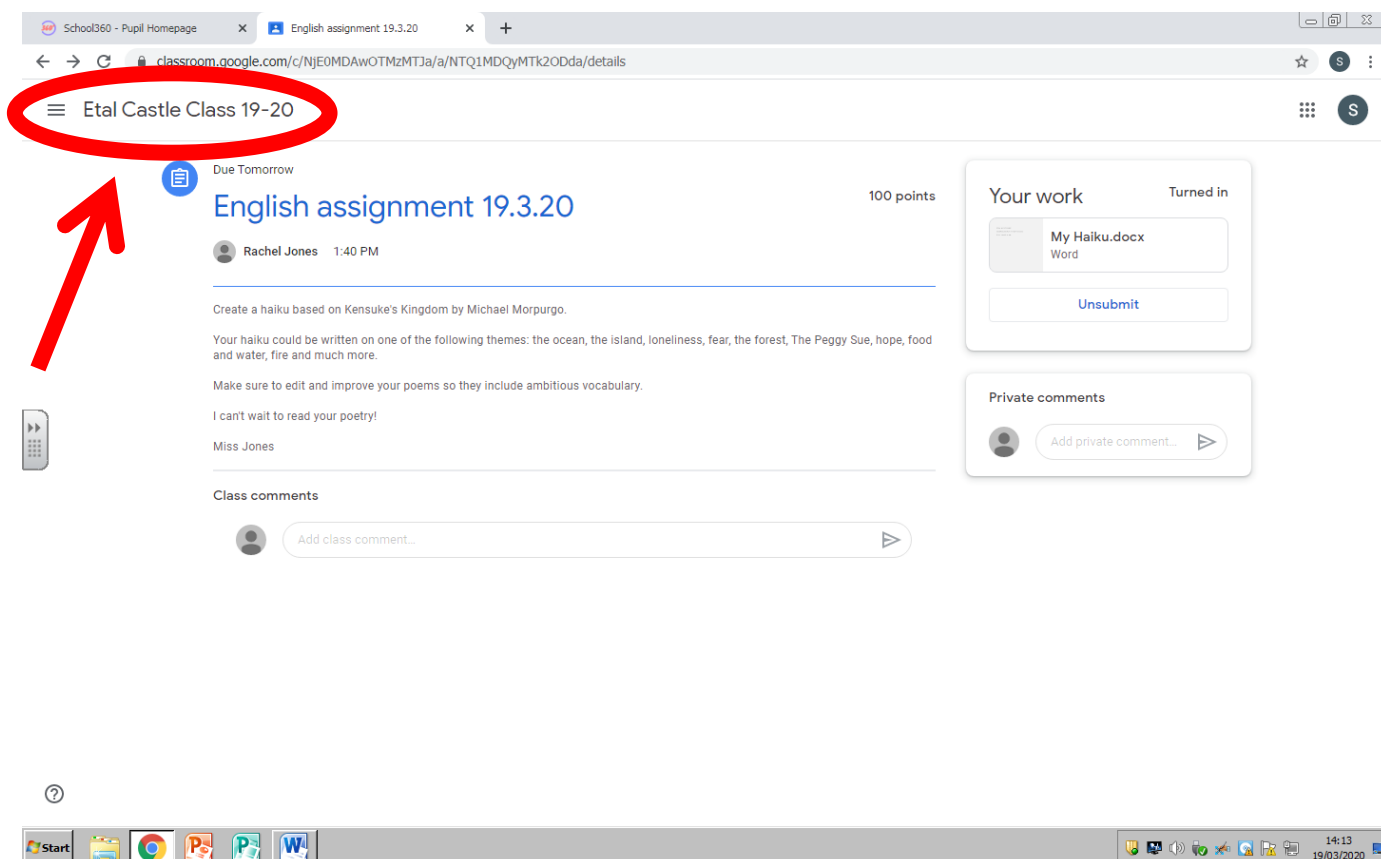 School360 - Pupil Homepage
English assignment 19.3.20
classroom.google.com/c/NjE0MDAwOTMzMTJa/a/NTQ1MDQyMTk2ODda/details
S
Etal Castle Class 19-20
S
Due Tomorrow
English assignment 19.3.20
100 points
Rachel Jones 1:40 PM
Create a haiku based on Kensuke's Kingdom by Michael Morpurgo.
Your haiku could be written on one of the following themes: the ocean, the island, loneliness, fear, the forest, The Peggy Sue, hope, food
and water, fire and much more.
Make sure to edit and improve your poems so they include ambitious vocabulary.
I can't wait to read your poetry!
Miss Jones
Class comments
Add class comment...
Your work
Turned in
My Haiku.docx
Word
Unsubmit
Private comments
Add private comment...
Start
14:13
19/03/2020